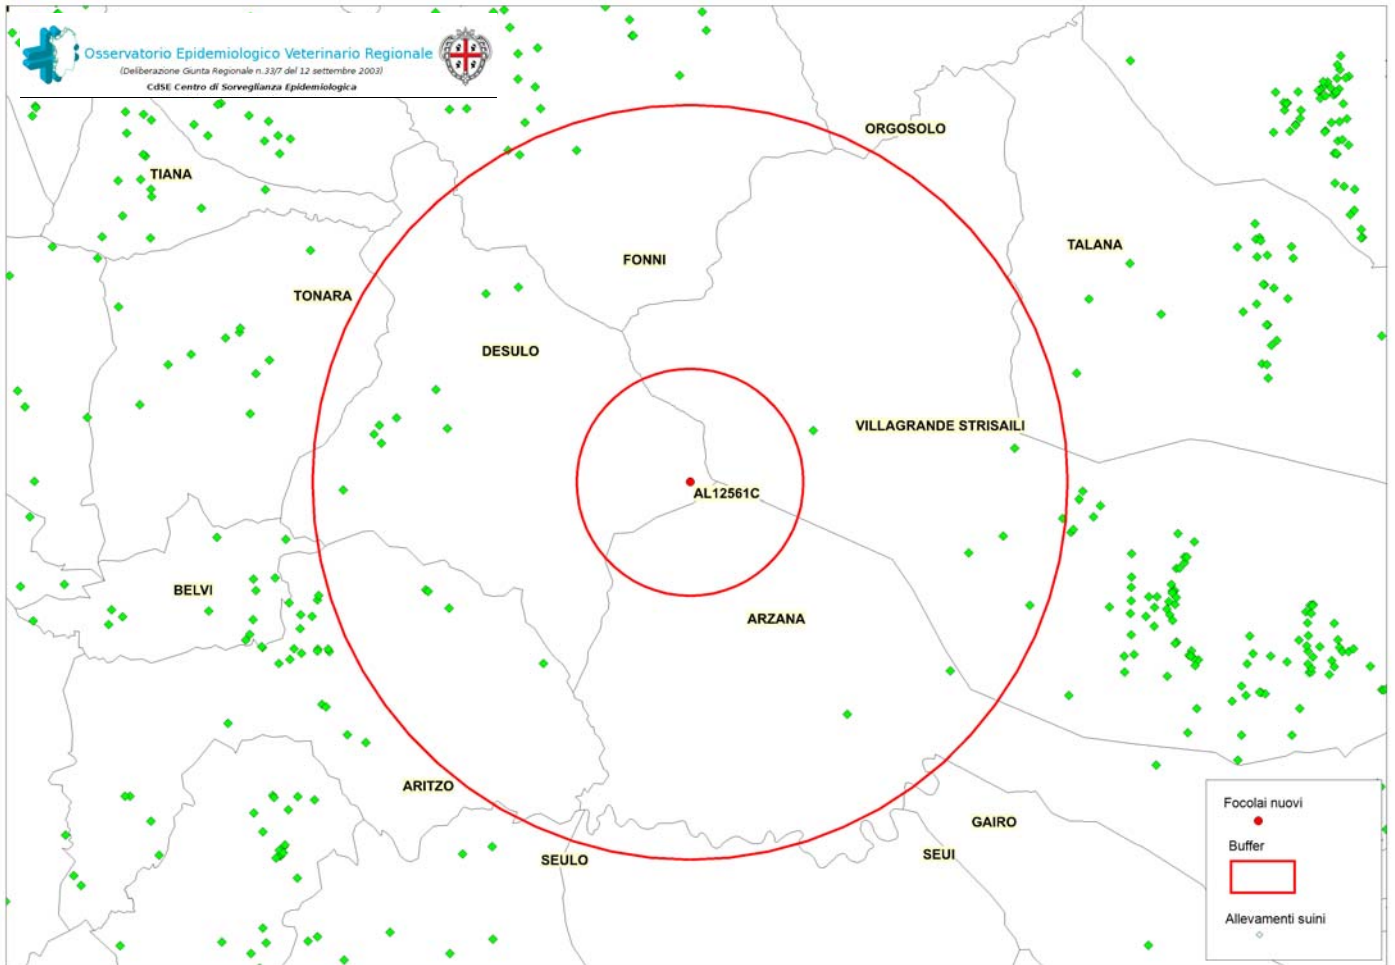 Osservatorio Epidemiologico Veterinario Regionale
(Deliberazione Giunta Regionale n.33/7 del 12 settembre 2003)
CdSE Centro di Sorveglianza Epidemiologica
ORGOSOLO
TIANA
TALANA
FONNI
TONARA
DESULO
VILLAGRANDE STRISAILI
AL12561C
BELVI
ARZANA
ARITZO
GAIRO
SEUI
SEULO
Focolai nuovi
Buffer
Allevamenti suini